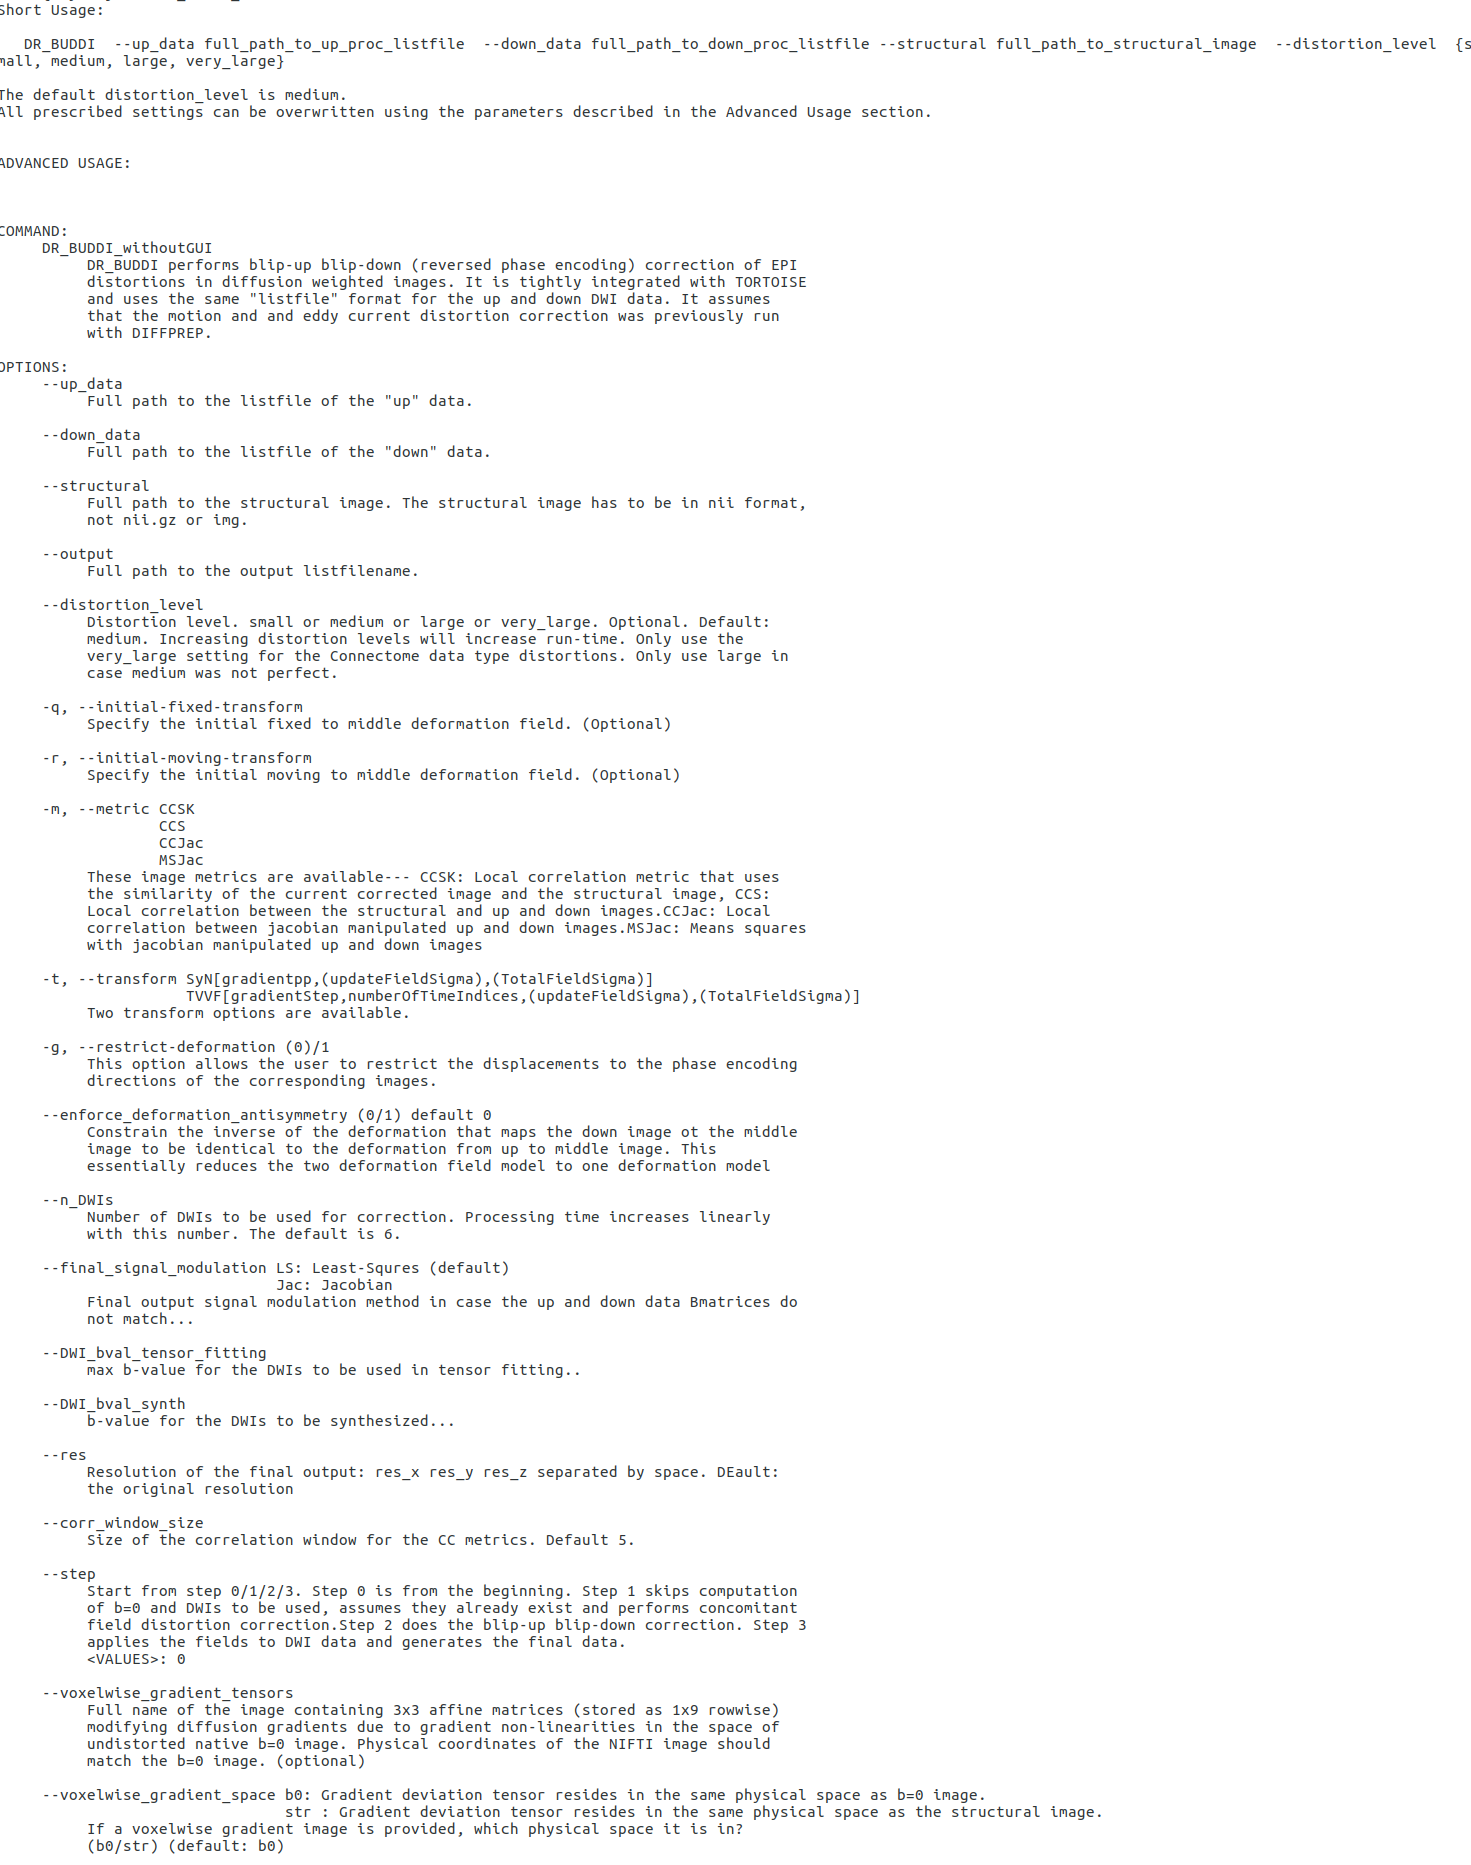 Short Usage:
DR_BUDDI  --up_data full_path_to_up_proc_listfile  --down_data full_path_to_down_proc_listfile --structural full_path_to_structural_image  --distortion_level  {s
mall, medium, large, very_large}
The default distortion_level is medium.
All prescribed settings can be overwritten using the parameters described in the Advanced Usage section.
ADVANCED USAGE:
COMMAND:
DR_BUDDI_withoutGUI
DR_BUDDI performs blip-up blip-down (reversed phase encoding) correction of EPI
distortions in diffusion weighted images. It is tightly integrated with TORTOISE
and uses the same "listfile" format for the up and down DWI data. It assumes
that the motion and and eddy current distortion correction was previously run
with DIFFPREP.
OPTIONS:
--up_data
Full path to the listfile of the "up" data.
--down_data
Full path to the listfile of the "down" data.
--structural
Full path to the structural image. The structural image has to be in nii format,
not nii.gz or img.
--output
Full path to the output listfilename.
--distortion_level
Distortion level. small or medium or large or very_large. Optional. Default:
medium. Increasing distortion levels will increase run-time. Only use the
very_large setting for the Connectome data type distortions. Only use large in
case medium was not perfect.
-q, --initial-fixed-transform
Specify the initial fixed to middle deformation field. (Optional)
-r, --initial-moving-transform
Specify the initial moving to middle deformation field. (Optional)
-m, --metric CCSK
CCS
CCJac
MSJac
These image metrics are available--- CCSK: Local correlation metric that uses
the similarity of the current corrected image and the structural image, CCS:
Local correlation between the structural and up and down images.CCJac: Local
correlation between jacobian manipulated up and down images.MSJac: Means squares
with jacobian manipulated up and down images
-t, --transform SyN[gradientpp,(updateFieldSigma),(TotalFieldSigma)]
TVVF[gradientStep,numberOfTimeIndices,(updateFieldSigma),(TotalFieldSigma)]
Two transform options are available.
-g, --restrict-deformation (0)/1
This option allows the user to restrict the displacements to the phase encoding
directions of the corresponding images.
--enforce_deformation_antisymmetry (0/1) default 0
Constrain the inverse of the deformation that maps the down image ot the middle
image to be identical to the deformation from up to middle image. This
essentially reduces the two deformation field model to one deformation model
--n_DWIs
Number of DWIs to be used for correction. Processing time increases linearly
with this number. The default is 6.
--final_signal_modulation LS: Least-Squres (default)
Jac: Jacobian
Final output signal modulation method in case the up and down data Bmatrices do
not match...
--DWI_bval_tensor_fitting
max b-value for the DWIs to be used in tensor fitting..
--DWI_bval_synth
b-value for the DWIs to be synthesized...
--res
Resolution of the final output: res_x res_y res_z separated by space. DEault:
the original resolution
--corr_window_size
Size of the correlation window for the CC metrics. Default 5.
--step
Start from step 0/1/2/3. Step 0 is from the beginning. Step 1 skips computation
of b=0 and DWIs to be used, assumes they already exist and performs concomitant
field distortion correction.Step 2 does the blip-up blip-down correction. Step 3
applies the fields to DWI data and generates the final data.
<VALUES>: 0
--voxelwise_gradient_tensors
Full name of the image containing 3x3 affine matrices (stored as 1x9 rowwise)
modifying diffusion gradients due to gradient non-linearities in the space of
undistorted native b=0 image. Physical coordinates of the NIFTI image should
match the b=0 image. (optional)
--voxelwise_gradient_space b0: Gradient deviation tensor resides in the same physical space as b=0 image.
str : Gradient deviation tensor resides in the same physical space as the structural image.
If a voxelwise gradient image is provided, which physical space it is in?
(b0/str) (default: b0)